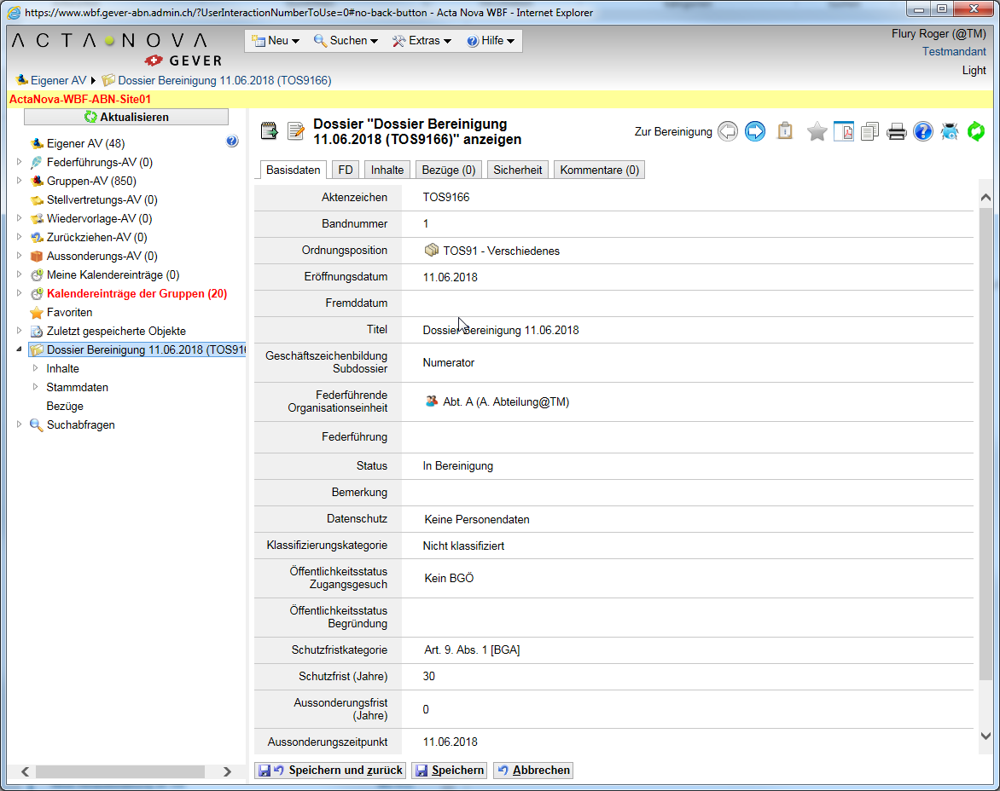 https://www.wbf.gever-abn.admin.ch/?UserInteractionNumberToUse=0#no-back-button - Acta Nova WBF - Internet Explorer
ACTA NOVA
GEVER
Neu
Suchen
Extras
Hilfe
Flury Roger (@TM)
Testmandant
Light
Eigener AV
Dossier Bereinigung 11.06.2018 (TOS9166)
ActaNova-WBF-ABN-Site01
Aktualisieren
Eigener AV (48)
Federführungs-AV (0)
Gruppen-AV (850)
Stellvertretungs-AV (0)
Wiedervorlage-AV (0)
Zurückziehen-AV (0)
Aussonderungs-AV (0)
Meine Kalendereinträge (0)
Kalendereinträge der Gruppen (20)
Favoriten
Zuletzt gespeicherte Objekte
Dossier Bereinigung 11.06.2018 (TOS916
Inhalte
Stammdaten
Bezüge
Suchabfragen
Dossier "Dossier Bereinigung
11.06.2018 (TOS9166)" anzeigen
Zur Bereinigung
Basisdaten
FD
Inhalte
Bezüge (0)
Sicherheit
Kommentare (0)
Aktenzeichen TOS9166
Bandnummer 1
Ordnungsposition TOS91 - Verschiedenes
Eröffnungsdatum 11.06.2018
Fremddatum
Titel Dossier Bereinigung 11.06.2018
Geschäftszeichenbildung
Subdossier
Numerator
Federführende
Organisationseinheit
Abt. A (A. Abteilung@TM)
Federführung
Status In Bereinigung
Bemerkung
Datenschutz Keine Personendaten
Klassifizierungskategorie Nicht klassifiziert
Öffentlichkeitsstatus
Zugangsgesuch
Kein BGÖ
Öffentlichkeitsstatus
Begründung
Schutzfristkategorie Art. 9. Abs. 1 [BGA]
Schutzfrist (Jahre) 30
Aussonderungsfrist
(Jahre)
0
Aussonderungszeitpunkt 11.06.2018
Speichern und zurück
Speichern
Abbrechen